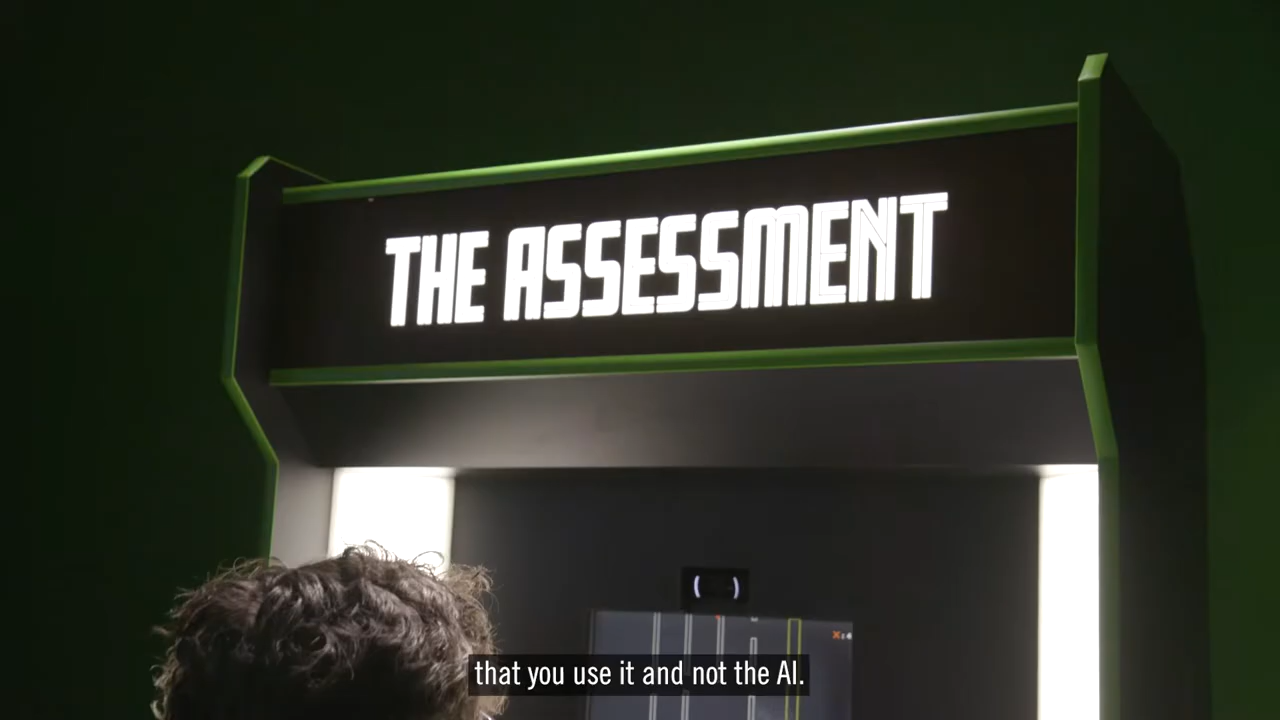 THE ASSESSMENT
that you use it and not the AI.